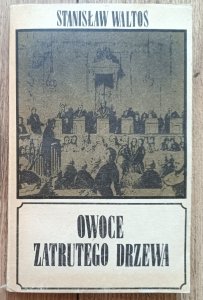 STANISŁAW WALTOŚ
OWOCE
ZATRUTEGO DRZEWA